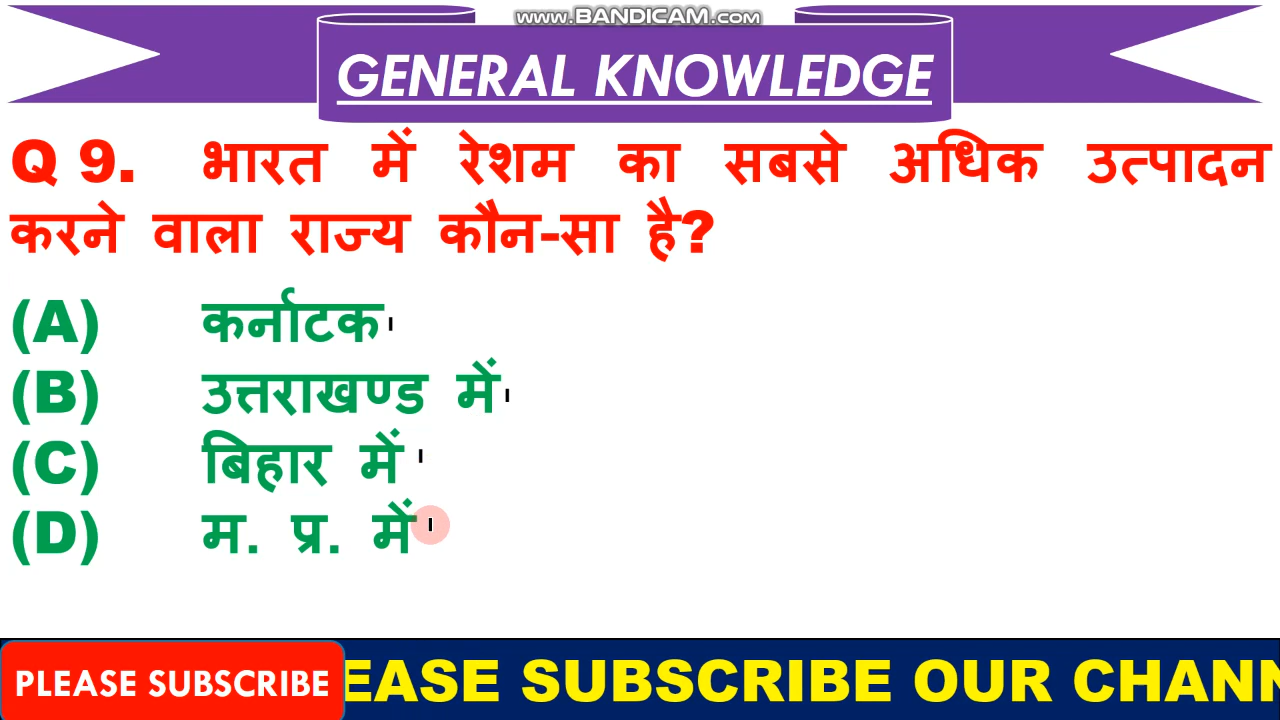 www.BANDICAM.com
GENERAL KNOWLEDGE
Q 9. भारत में रेशम का सबसे अधिक उत्पादन
करने वाला राज्य कौन-सा है?
(A) कर्नाटक
(B) उत्तराखण्ड में
(C) बिहार में
(D) म. प्र. में
PLEASE SUBSCRIBE
EASE SUBSCRIBE OUR CHANN